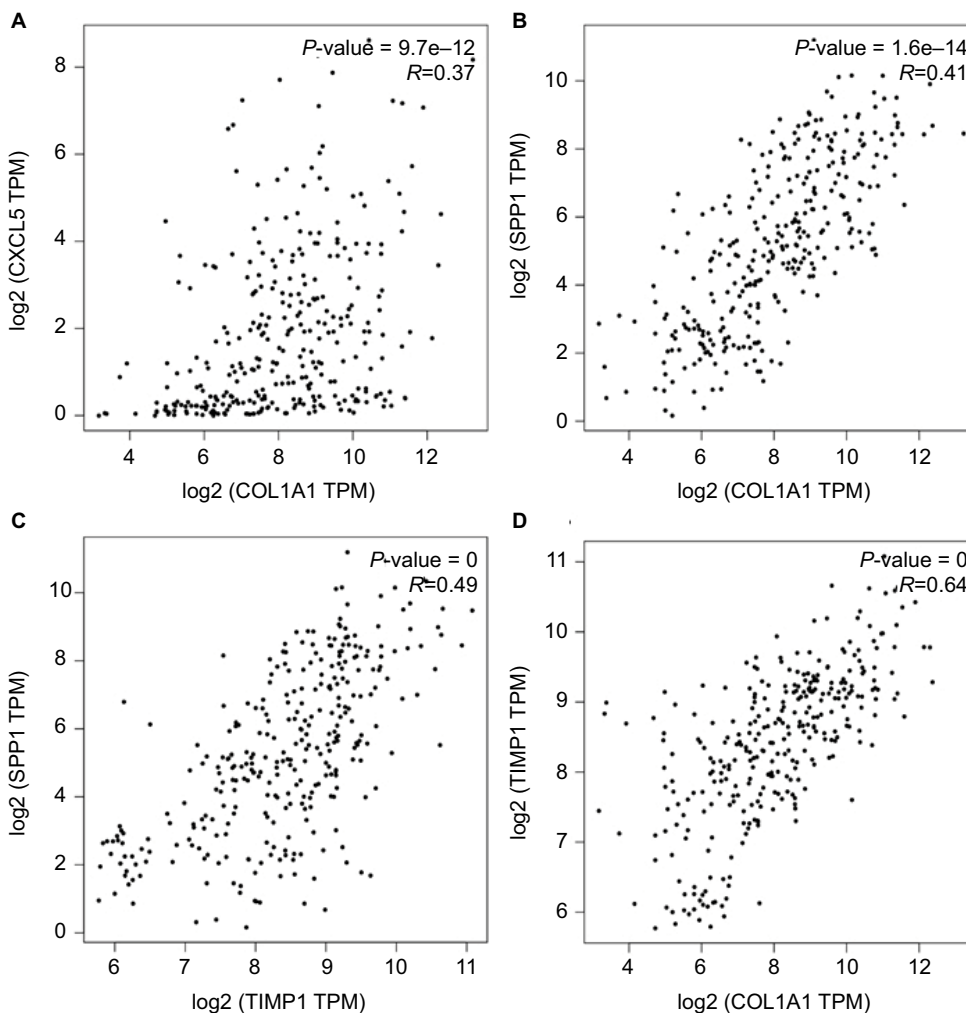 A
P-value = 9.7e–12
R=0.37
8
6
4
2
0
4 6 8 10 12
log2 (CXCL5 TPM)
log2 (COL1A1 TPM)
B
P-value = 1.6e–14
R=0.41
10
8
6
4
2
0
4 6 8 10 12
log2 (SPP1 TPM)
log2 (COL1A1 TPM)
C
P-value = 0
R=0.49
10
8
6
4
2
0
6 7 8 9 10 11
log2 (SPP1 TPM)
log2 (TIMP1 TPM)
D
P-value = 0
R=0.64
11
10
9
8
7
6
4 6 8 10 12
log2 (TIMP1 TPM)
log2 (COL1A1 TPM)